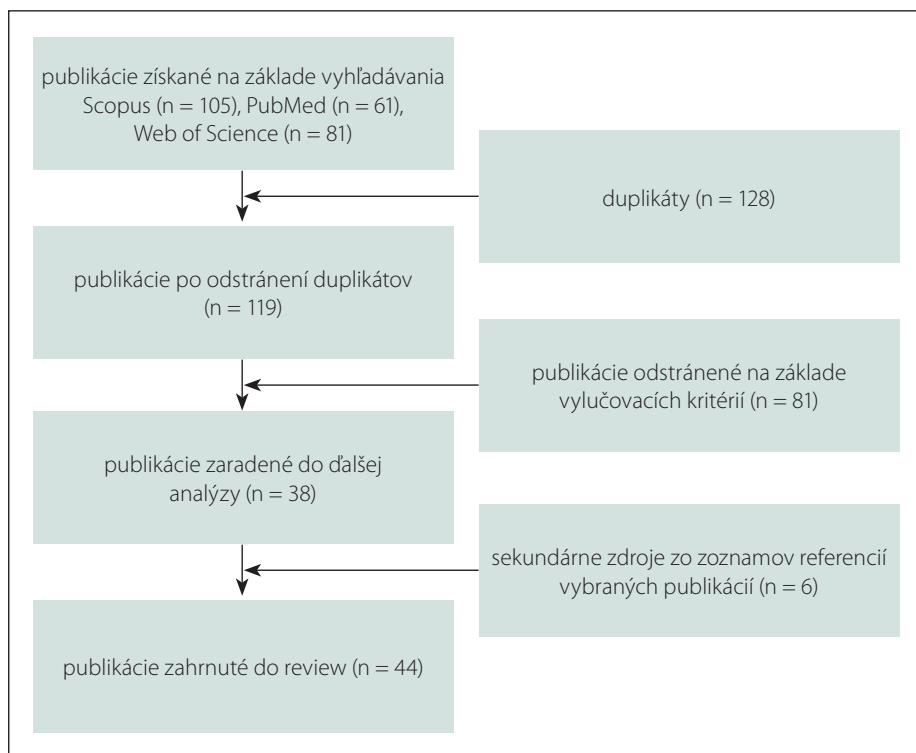 publikácie získané na základe vyhľadávania
Scopus (n = 105), PubMed (n = 61),
Web of Science (n = 81)
duplikáty (n = 128)
publikácie po odstránení duplikátov
(n = 119)
publikácie odstránené na základe
vylučovacích kritérií (n = 81)
publikácie zaradené do ďalšej
analýzy (n = 38)
sekundárne zdroje zo zoznamov referencií
vybraných publikácií (n = 6)
publikácie zahrnuté do review (n = 44)